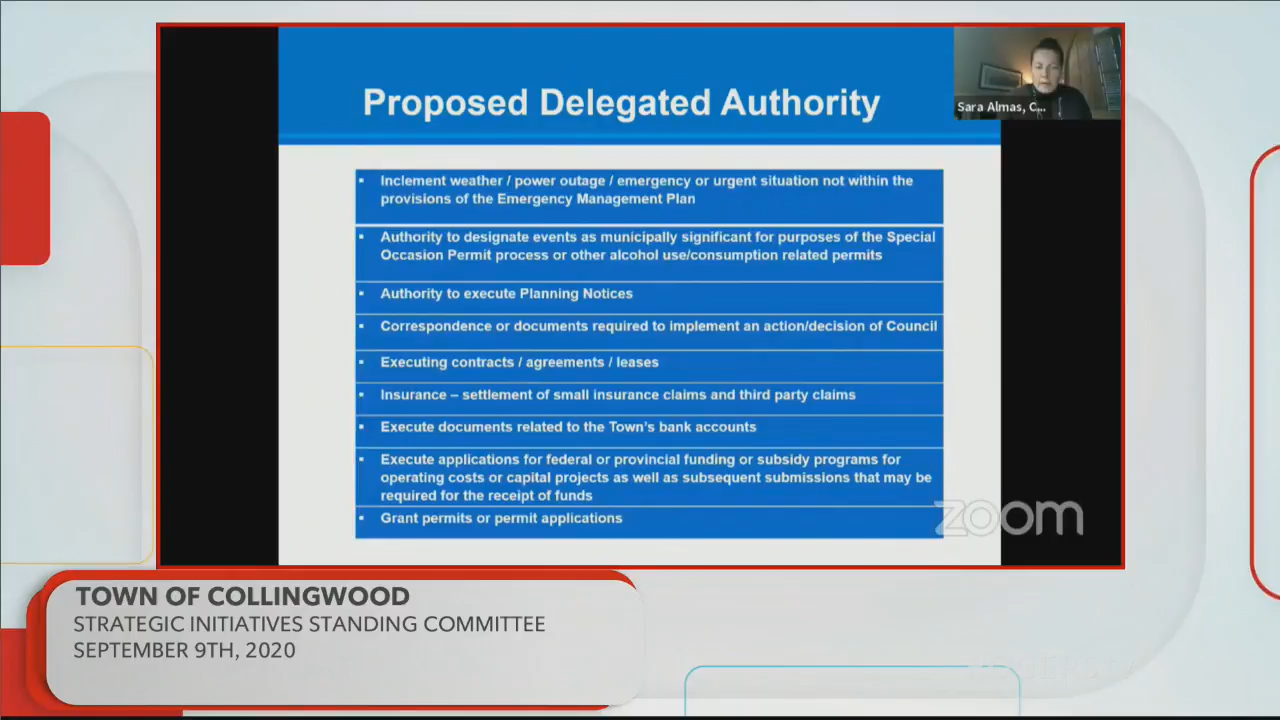 Proposed Delegated Authority
Sara Almas, C...
▪ Inclement weather / power outage / emergency or urgent situation not within the
provisions of the Emergency Management Plan
▪ Authority to designate events as municipally significant for purposes of the Special
Occasion Permit process or other alcohol use/consumption related permits
▪ Authority to execute Planning Notices
▪ Correspondence or documents required to implement an action/decision of Council
▪ Executing contracts / agreements / leases
▪ Insurance – settlement of small insurance claims and third party claims
▪ Execute documents related to the Town's bank accounts
▪ Execute applications for federal or provincial funding or subsidy programs for
operating costs or capital projects as well as subsequent submissions that may be
required for the receipt of funds
▪ Grant permits or permit applications
zoom
TOWN OF COLLINGWOOD
STRATEGIC INITIATIVES STANDING COMMITTEE
SEPTEMBER 9TH, 2020